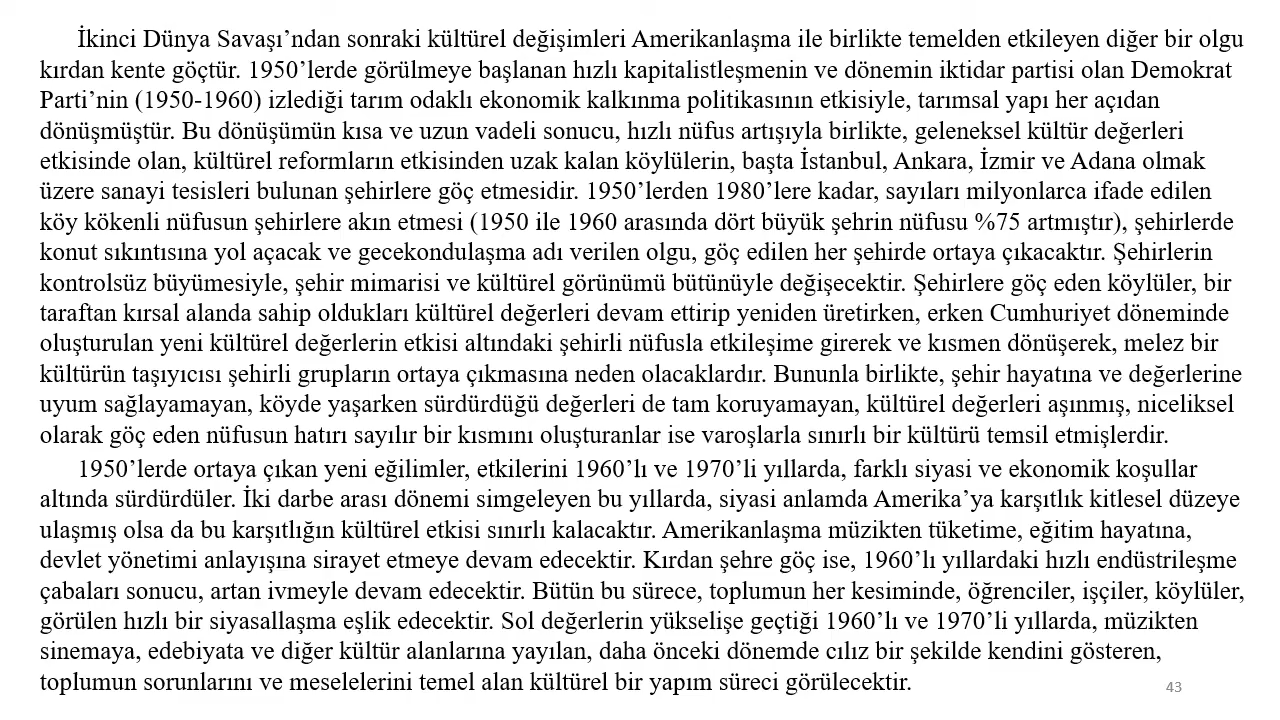 İkinci Dünya Savaşı’ndan sonraki kültürel değişimleri Amerikanlaşma ile birlikte temelden etkileyen diğer bir olgu
kırdan kente göçtür. 1950’lerde görülmeye başlanan hızlı kapitalistleşmenin ve dönemin iktidar partisi olan Demokrat
Parti’nin (1950-1960) izlediği tarım odaklı ekonomik kalkınma politikasının etkisiyle, tarımsal yapı her açıdan
dönüşmüştür. Bu dönüşümün kısa ve uzun vadeli sonucu, hızlı nüfus artışıyla birlikte, geleneksel kültür değerleri
etkisinde olan, kültürel reformların etkisinden uzak kalan köylülerin, başta İstanbul, Ankara, İzmir ve Adana olmak
üzere sanayi tesisleri bulunan şehirlere göç etmesidir. 1950’lerden 1980’lere kadar, sayıları milyonlarca ifade edilen
köy kökenli nüfusun şehirlere akın etmesi (1950 ile 1960 arasında dört büyük şehrin nüfusu %75 artmıştır), şehirlerde
konut sıkıntısına yol açacak ve gecekondulaşma adı verilen olgu, göç edilen her şehirde ortaya çıkacaktır. Şehirlerin
kontrolsüz büyümesiyle, şehir mimarisi ve kültürel görünümü bütünüyle değişecektir. Şehirlere göç eden köylüler, bir
taraftan kırsal alanda sahip oldukları kültürel değerleri devam ettirip yeniden üretirken, erken Cumhuriyet döneminde
oluşturulan yeni kültürel değerlerin etkisi altındaki şehirli nüfusla etkileşime girerek ve kısmen dönüşerek, melez bir
kültürün taşıyıcısı şehirli grupların ortaya çıkmasına neden olacaklardır. Bununla birlikte, şehir hayatına ve değerlerine
uyum sağlayamayan, köyde yaşarken sürdürdüğü değerleri de tam koruyamayan, kültürel değerleri aşınmış, niceliksel
olarak göç eden nüfusun hatırı sayılır bir kısmını oluşturanlar ise varoşlarla sınırlı bir kültürü temsil etmişlerdir.
1950’lerde ortaya çıkan yeni eğilimler, etkilerini 1960’lı ve 1970’li yıllarda, farklı siyasi ve ekonomik koşullar
altında sürdürdüler. İki darbe arası dönemi simgeleyen bu yıllarda, siyasi anlamda Amerika’ya karşıtlık kitlesel düzeye
ulaşmış olsa da bu karşıtlığın kültürel etkisi sınırlı kalacaktır. Amerikanlaşma müzikten tüketime, eğitim hayatına,
devlet yönetimi anlayışına sirayet etmeye devam edecektir. Kırdan şehre göç ise, 1960’lı yıllardaki hızlı endüstrileşme
çabaları sonucu, artan ivmeyle devam edecektir. Bütün bu sürece, toplumun her kesiminde, öğrenciler, işçiler, köylüler,
görülen hızlı bir siyasallaşma eşlik edecektir. Sol değerlerin yükselişe geçtiği 1960’lı ve 1970’li yıllarda, müzikten
sinemaya, edebiyata ve diğer kültür alanlarına yayılan, daha önceki dönemde cılız bir şekilde kendini gösteren,
toplumun sorunlarını ve meselelerini temel alan kültürel bir yapım süreci görülecektir.
43